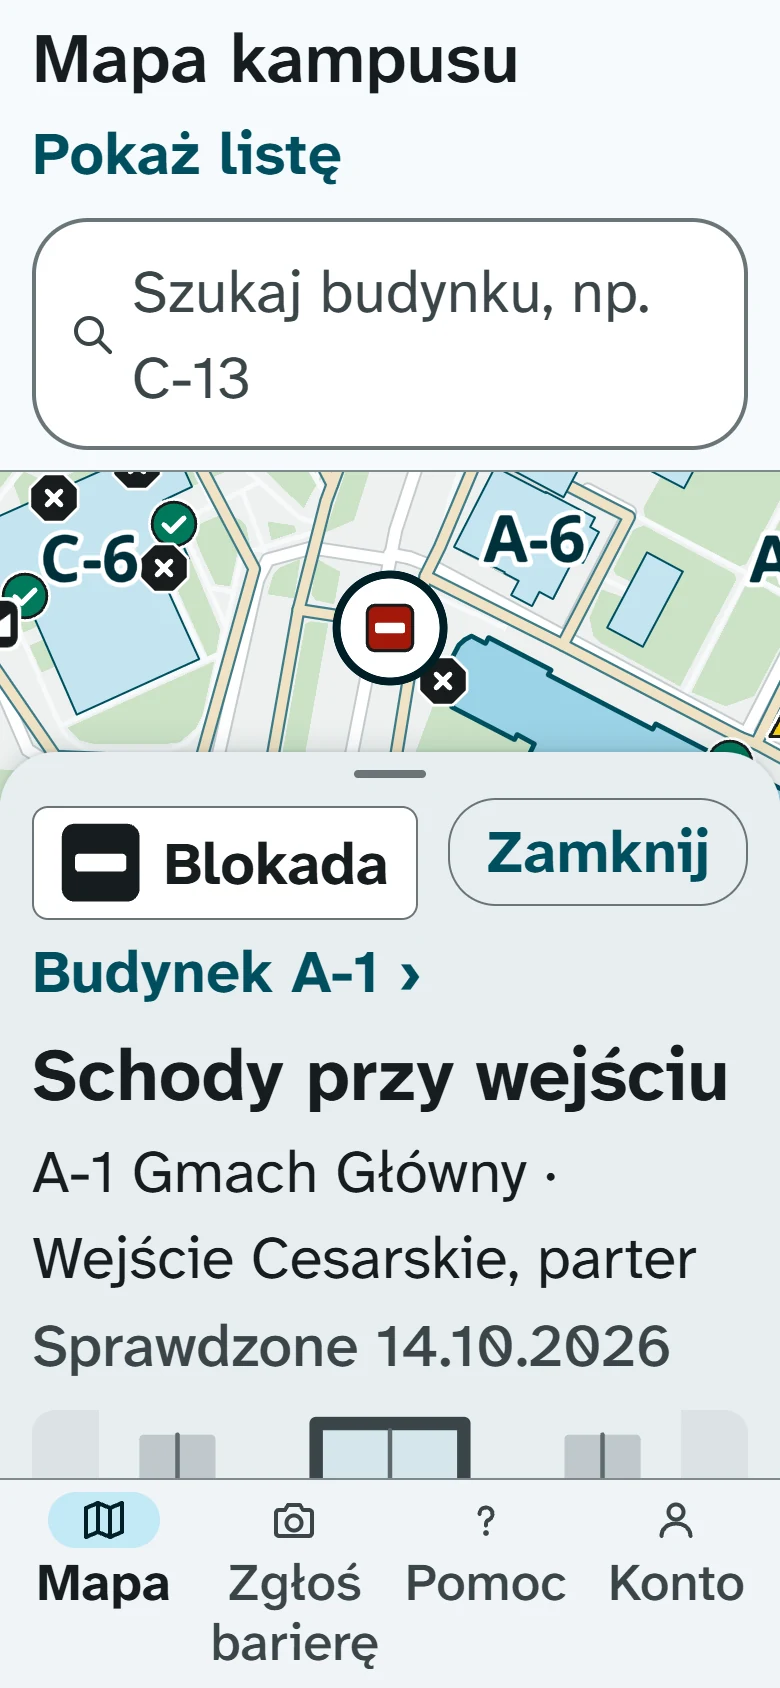 Mapa kampusu
Pokaż listę
Szukaj budynku, np.
C-13
C-6
A-6
A
Blokada
Zamknij
Budynek A-1 ›
Schody przy wejściu
A-1 Gmach Główny ·
Wejście Cesarskie, parter
Sprawdzone 14.10.2026
Mapa
Zgłoś
barierę
Pomoc
Konto